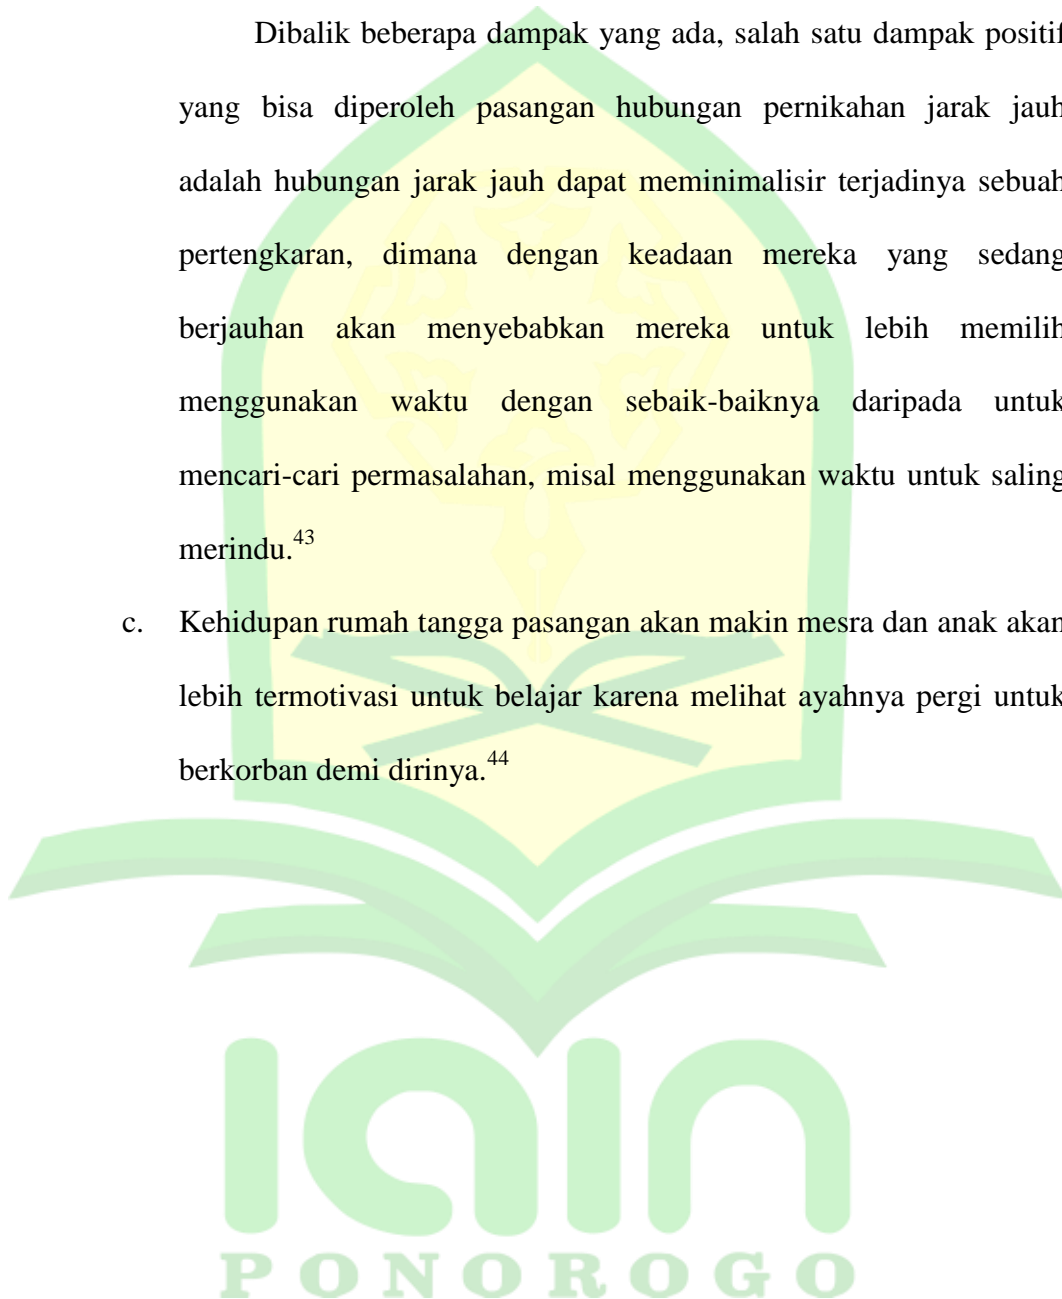 Dibalik beberapa dampak yang ada, salah satu dampak positif
yang bisa diperoleh pasangan hubungan pernikahan jarak jauh
adalah hubungan jarak jauh dapat meminimalisir terjadinya sebuah
pertengkaran, dimana dengan keadaan mereka yang sedang
berjauhan akan menyebabkan mereka untuk lebih memilih
menggunakan waktu dengan sebaik-baiknya daripada untuk
mencari-cari permasalahan, misal menggunakan waktu untuk saling
merindu.43
c. Kehidupan rumah tangga pasangan akan makin mesra dan anak akan
lebih termotivasi untuk belajar karena melihat ayahnya pergi untuk
berkorban demi dirinya.44
iain
PONOROGO